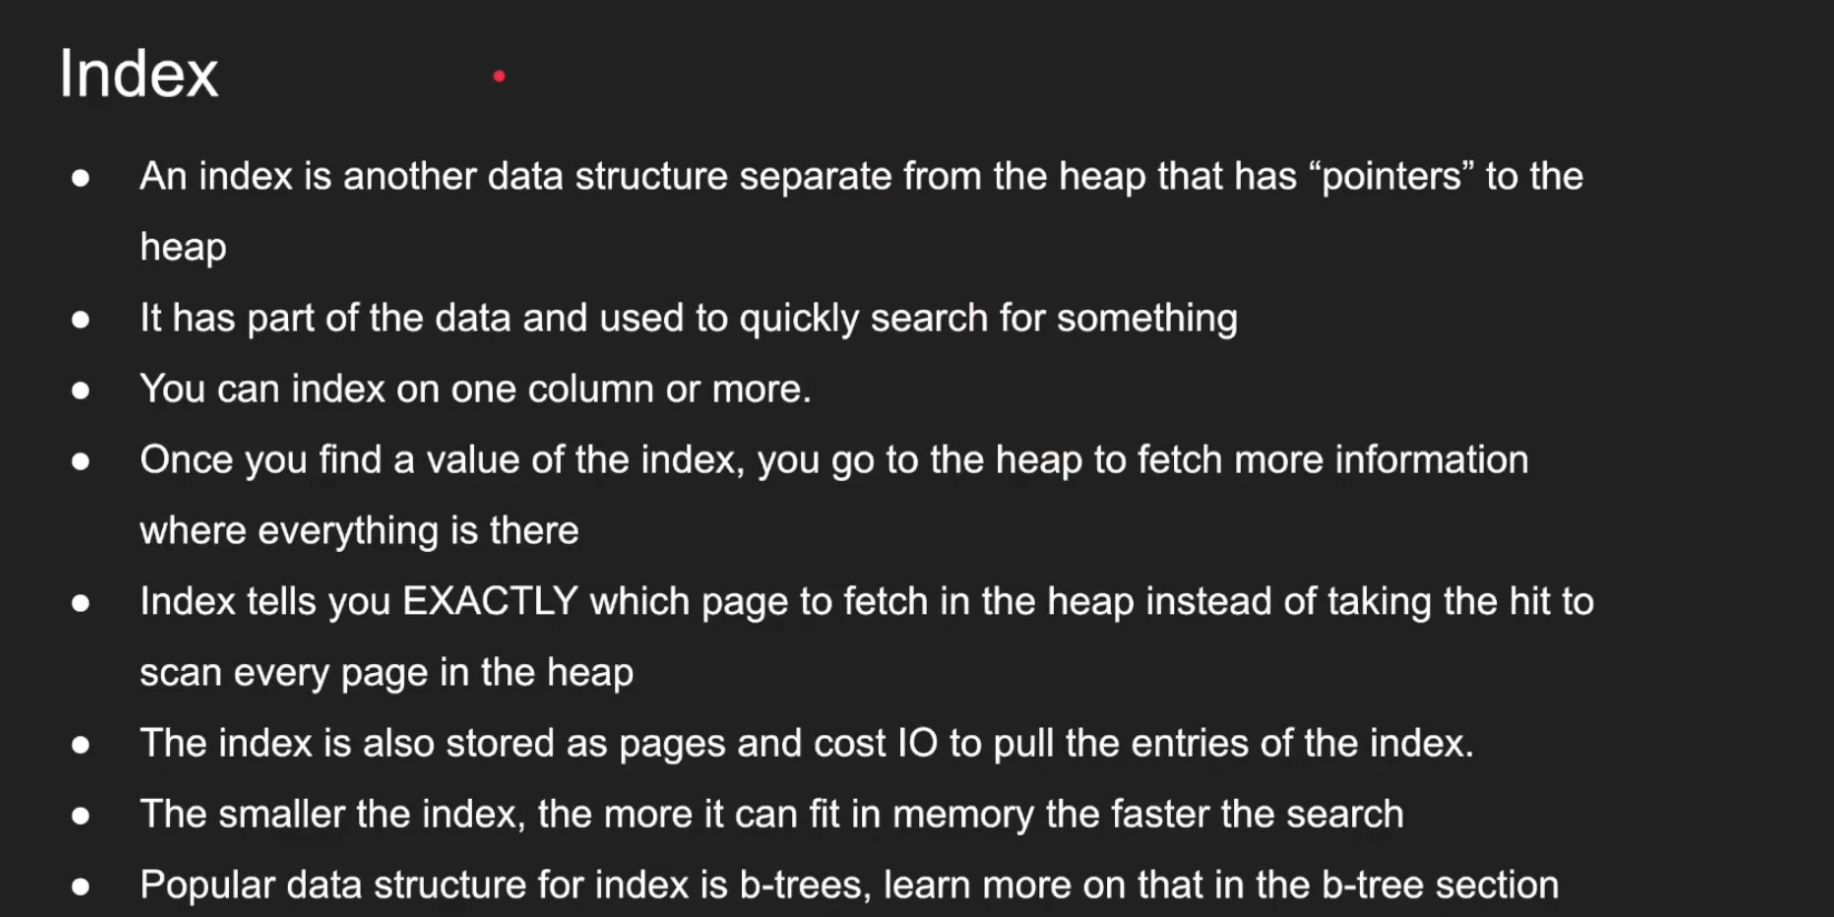 Index
● An index is another data structure separate from the heap that has “pointers” to the
heap
● It has part of the data and used to quickly search for something
● You can index on one column or more.
● Once you find a value of the index, you go to the heap to fetch more information
where everything is there
● Index tells you EXACTLY which page to fetch in the heap instead of taking the hit to
scan every page in the heap
● The index is also stored as pages and cost IO to pull the entries of the index.
● The smaller the index, the more it can fit in memory the faster the search
● Popular data structure for index is b-trees, learn more on that in the b-tree section